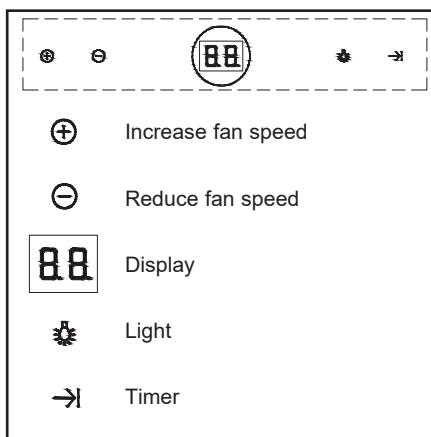 88
Increase fan speed
Reduce fan speed
88 Display
Light
Timer